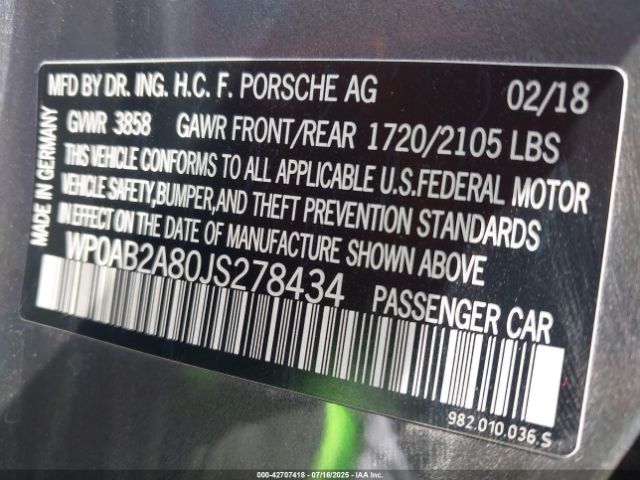 MFD BY DR. ING. H.C. F. PORSCHE AG 02/18
GVWR 3858 GAWR FRONT/REAR 1720/2105 LBS
THIS VEHICLE CONFORMS TO ALL APPLICABLE U.S.FEDERAL MOTOR
VEHICLE SAFETY,BUMPER,AND THEFT PREVENTION STANDARDS
IN EFFECT ON THE DATE OF MANUFACTURE SHOWN ABOVE
WP0AB2A80JS278434 PASSENGER CAR
MADE IN GERMANY
982.010.036.S
000-42707418 - 07/16/2025 - IAAI.COM